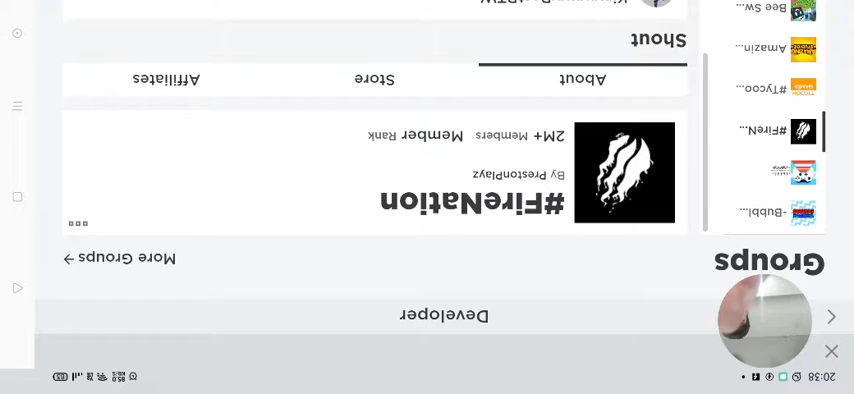 20:38
Developer
Groups
More Groups →
-Bubbl...
#FireN...
#Tycoo...
Amazin...
Bee Sw...
#FireNation
By PrestonPlayz
2M+ Members
Member Rank
About
Store
Affiliates
Shout